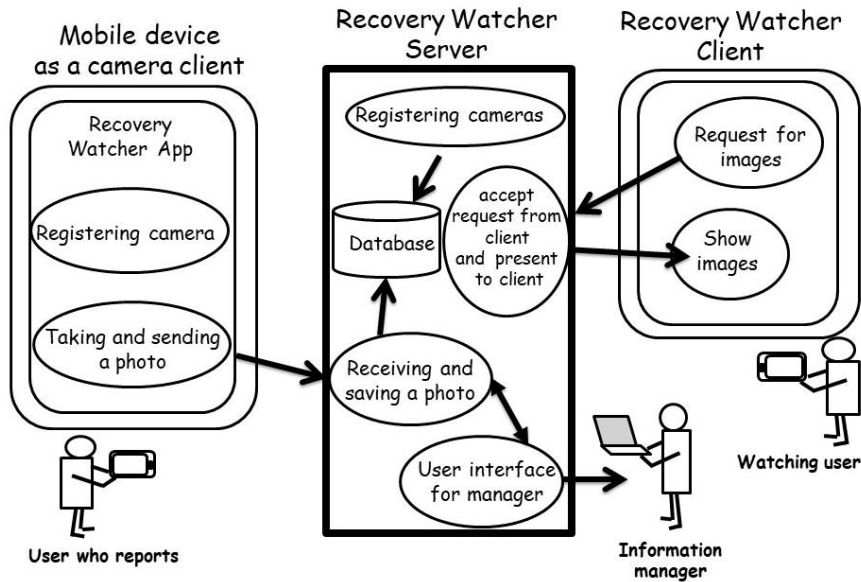 Mobile device
as a camera client
Recovery
Watcher App
Registering camera
Taking and sending
a photo
User who reports
Recovery Watcher
Server
Registering cameras
Database
accept
request from
client
and present
to client
Receiving and
saving a photo
User interface
for manager
Information
manager
Recovery Watcher
Client
Request for
images
Show
images
Watching user